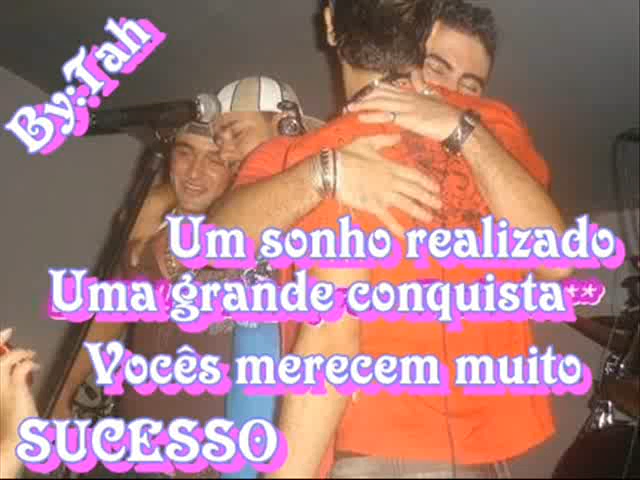 By:Tah
Um sonho realizado
Uma grande conquista**
Vocês merecem muito
SUCESSO